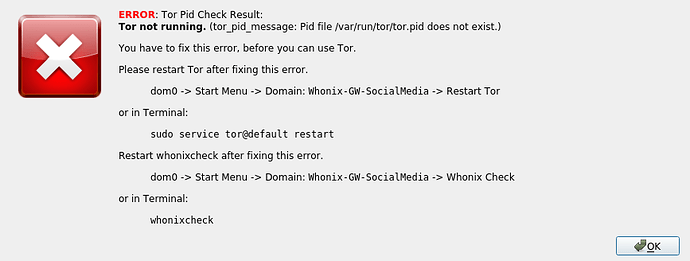 ERROR: Tor Pid Check Result:
Tor not running. (tor_pid_message: Pid file /var/run/tor/tor.pid does not exist.)
You have to fix this error, before you can use Tor.
Please restart Tor after fixing this error.
dom0 -> Start Menu -> Domain: Whonix-GW-SocialMedia -> Restart Tor
or in Terminal:
sudo service tor@default restart
Restart whonixcheck after fixing this error.
dom0 -> Start Menu -> Domain: Whonix-GW-SocialMedia -> Whonix Check
or in Terminal:
whonixcheck
OK